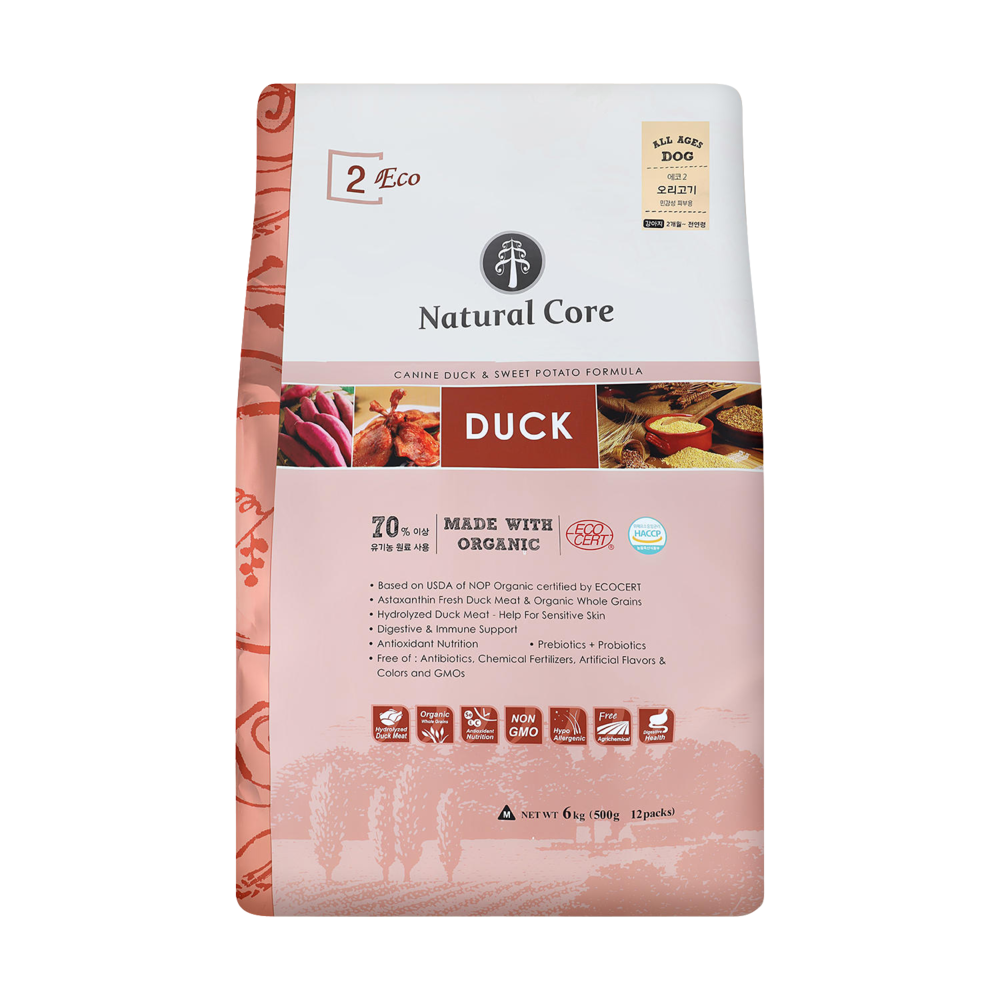 2 Eco
ALL AGES
DOG
에코 2
오리고기
민감성 피부용
강아지 2개월~ 전연령
Natural Core
CANINE DUCK & SWEET POTATO FORMULA
DUCK
70% 이상
유기농 원료 사용
MADE WITH
ORGANIC
ECO
CERT®
HACCP
• Based on USDA of NOP Organic certified by ECOCERT
• Astaxanthin Fresh Duck Meat & Organic Whole Grains
• Hydrolyzed Duck Meat - Help For Sensitive Skin
• Digestive & Immune Support
• Antioxidant Nutrition • Prebiotics + Probiotics
• Free of : Antibiotics, Chemical Fertilizers, Artificial Flavors &
Colors and GMOs
Hydrolyzed
Duck Meat
Organic
Whole Grains
Se
E C
Antioxidant
Nutrition
NON
GMO
Hypo
Allergenic
Free
Agrichemical
Digestive
Health
M NET WT 6kg (500g 12packs)